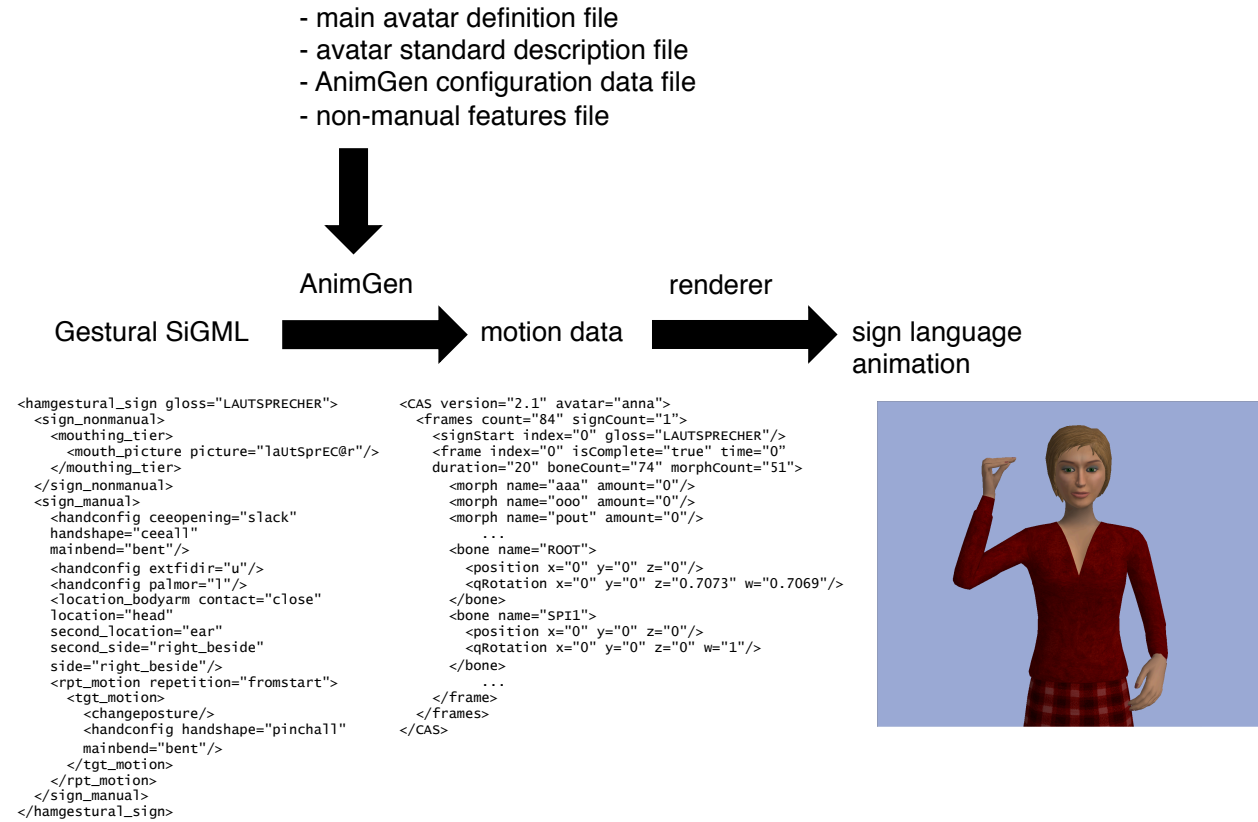 - main avatar definition file
- avatar standard description file
- AnimGen configuration data file
- non-manual features file
AnimGen
renderer
Gestural SiGML
motion data
sign language
animation
<hamgestural_sign gloss="LAUTSPRECHER">
<sign_nonmanual>
<mouthing_tier>
<mouth_picture picture="laUtSprEC@r"/>
</mouthing_tier>
</sign_nonmanual>
<sign_manual>
<handconfig ceeopening="slack"
handshape="ceeall"
mainbend="bent"/>
<handconfig extfidir="u"/>
<handconfig palmor="l"/>
<location_bodyarm contact="close"
location="head"
second_location="ear"
second_side="right_beside"
side="right_beside"/>
<rpt_motion repetition="fromstart">
<tgt_motion>
<changeposture/>
<handconfig handshape="pinchall"
mainbend="bent"/>
</tgt_motion>
</rpt_motion>
</sign_manual>
</hamgestural_sign>
<CAS version="2.1" avatar="anna">
<frames count="84" signCount="1">
<signStart index="0" gloss="LAUTSPRECHER"/>
<frame index="0" isComplete="true" time="0"
duration="20" boneCount="74" morphCount="51">
<morph name="aaa" amount="0"/>
<morph name="ooo" amount="0"/>
<morph name="pout" amount="0"/>
...
<bone name="ROOT">
<position x="0" y="0" z="0"/>
<qRotation x="0" y="0" z="0.7073" w="0.7069"/>
</bone>
<bone name="SPI1">
<position x="0" y="0" z="0"/>
<qRotation x="0" y="0" z="0" w="1"/>
</bone>
...
</frame>
</frames>
</CAS>